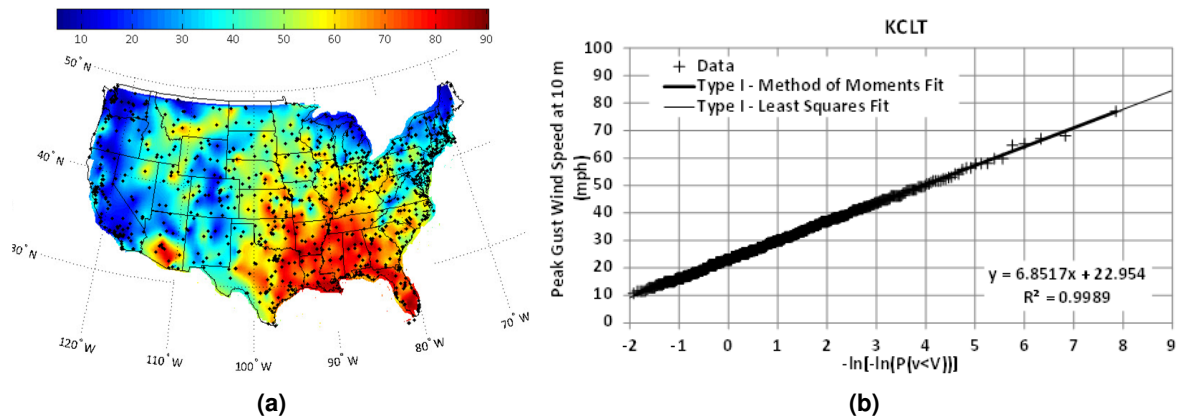 10 20 30 40 50 60 70 80 90
50° N
40° N
30° N
120° W
110° W
100° W
90° W
80° W
70° W
(a)
KCLT
Peak Gust Wind Speed at 10 m
(mph)
100
90
80
70
60
50
40
30
20
10
0
+ Data
Type I - Method of Moments Fit
Type I - Least Squares Fit
y = 6.8517x + 22.954
R² = 0.9989
-2 -1 0 1 2 3 4 5 6 7 8 9
-ln[-ln(P(v<V))]
(b)